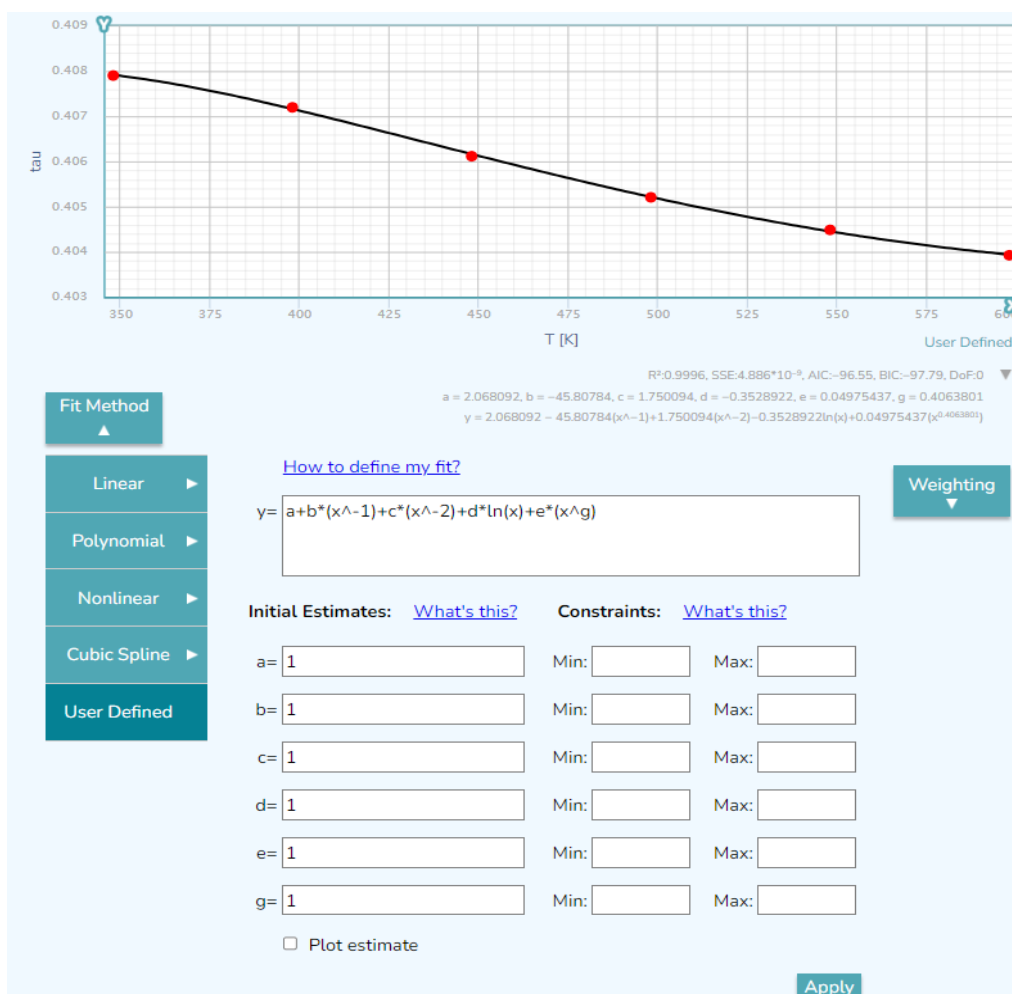 0.409
Y
0.408
0.407
0.406
0.405
0.404
0.403
tau
350 375 400 425 450 475 500 525 550 575
T [K]
User Defined
R²:0.9996, SSE:4.886*10⁻⁹, AIC:−96.55, BIC:−97.79, DoF:0 ▼
a = 2.068092, b = −45.80784, c = 1.750094, d = −0.3528922, e = 0.04975437, g = 0.4063801
y = 2.068092 − 45.80784(x^−1)+1.750094(x^−2)−0.3528922ln(x)+0.04975437(x^0.4063801)
Fit Method
▲
Linear ►
Polynomial ►
Nonlinear ►
Cubic Spline ►
User Defined
How to define my fit?
Weighting
▼
y= a+b*(x^-1)+c*(x^-2)+d*ln(x)+e*(x^g)
Initial Estimates: What's this? Constraints: What's this?
a= 1 Min: Max:
b= 1 Min: Max:
c= 1 Min: Max:
d= 1 Min: Max:
e= 1 Min: Max:
g= 1 Min: Max:
Plot estimate
Apply